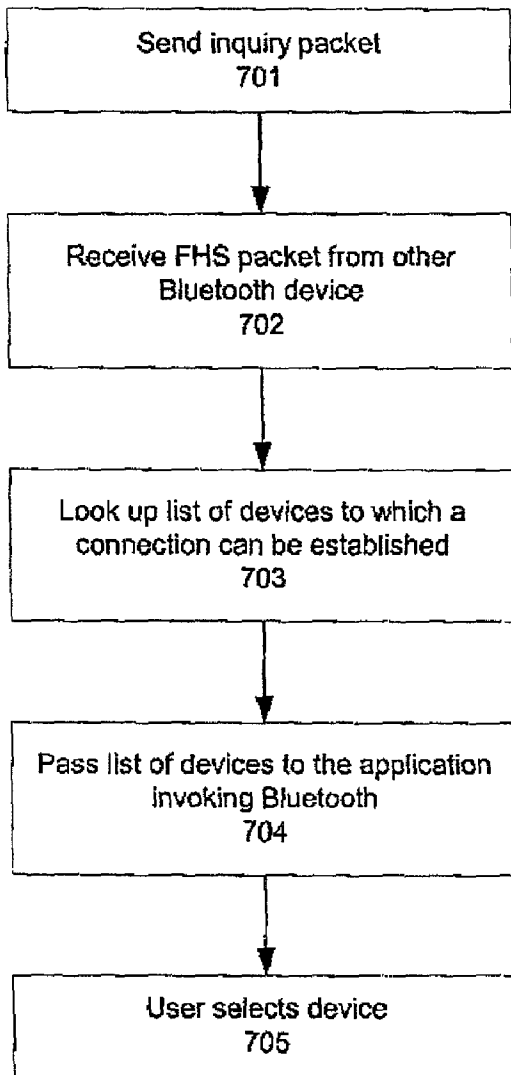 Send inquiry packet
701
Receive FHS packet from other
Bluetooth device
702
Look up list of devices to which a
connection can be established
703
Pass list of devices to the application
invoking Bluetooth
704
User selects device
705